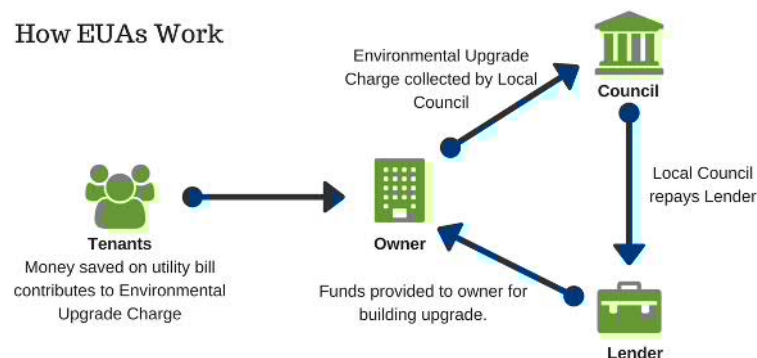 How EUAs Work
Environmental Upgrade
Charge collected by Local
Council
Council
Local Council
repays Lender
Tenants
Money saved on utility bill
contributes to Environmental
Upgrade Charge
Owner
Funds provided to owner for
building upgrade.
Lender